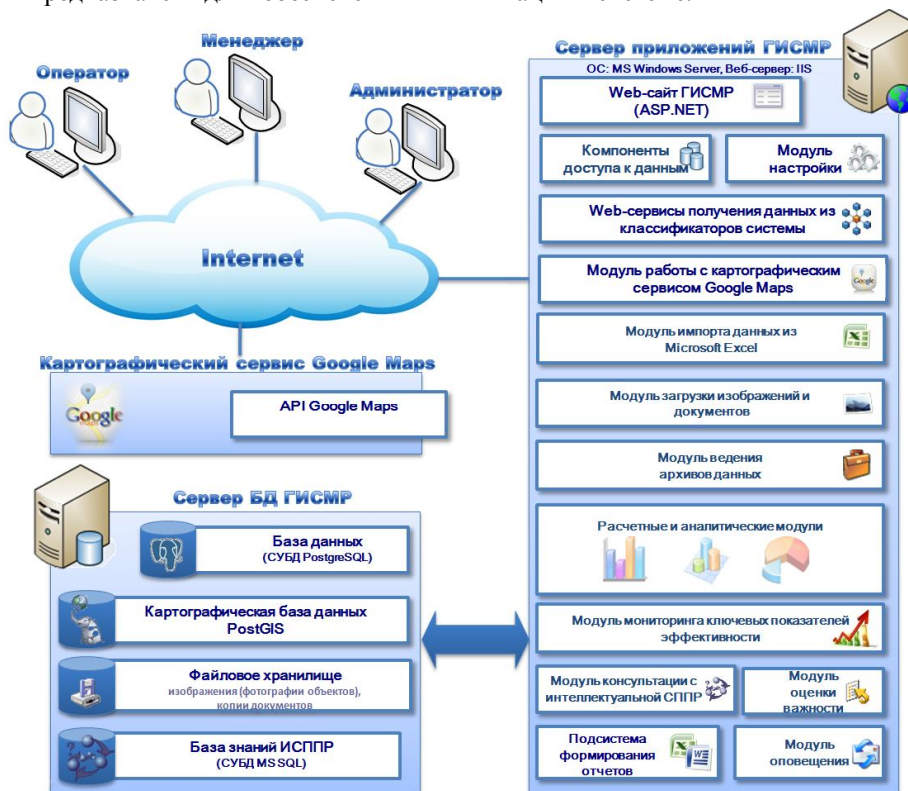 Менеджер
Оператор
Администратор
Internet
Картографический сервис Google Maps
Google
maps
API Google Maps
Сервер БД ГИСМР
База данных
(СУБД PostgreSQL)
Картографическая база данных
PostGIS
Файловое хранилище
изображения (фотографии объектов),
копии документов
База знаний ИСППР
(СУБД MS SQL)
Сервер приложений ГИСМР
ОС: MS Windows Server, Веб-сервер: IIS
Web-сайт ГИСМР
(ASP.NET)
Компоненты
доступа к данным
Модуль
настройки
Web-сервисы получения данных из
классификаторов системы
Модуль работы с картографическим
сервисом Google Maps
Google
Модуль импорта данных из
Microsoft Excel
Модуль загрузки изображений и
документов
Модуль ведения
архивов данных
Расчетные и аналитические модули
Модуль мониторинга ключевых показателей
эффективности
Модуль консультации с
интеллектуальной СППР
Модуль
оценки
важности
Подсистема
формирования
отчетов
Модуль
оповещения